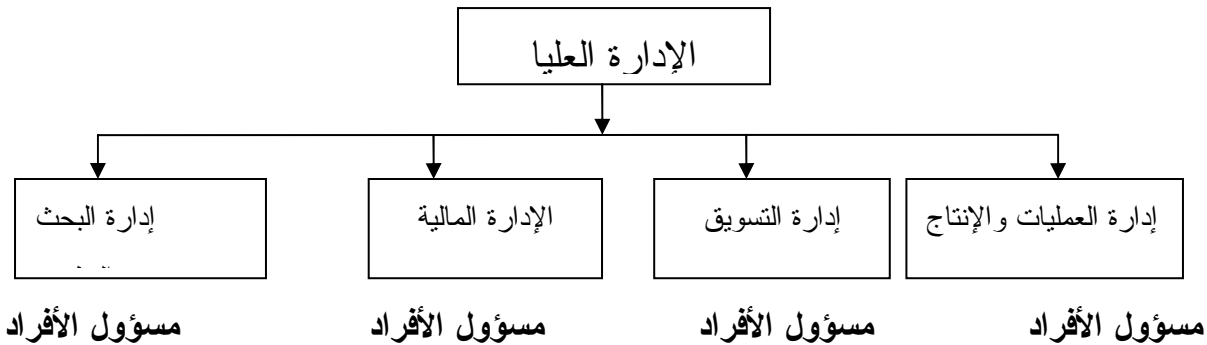 الإدارة العليا
إدارة العمليات والإنتاج
إدارة التسويق
الإدارة المالية
إدارة البحث
مسؤول الأفراد
مسؤول الأفراد
مسؤول الأفراد
مسؤول الأفراد